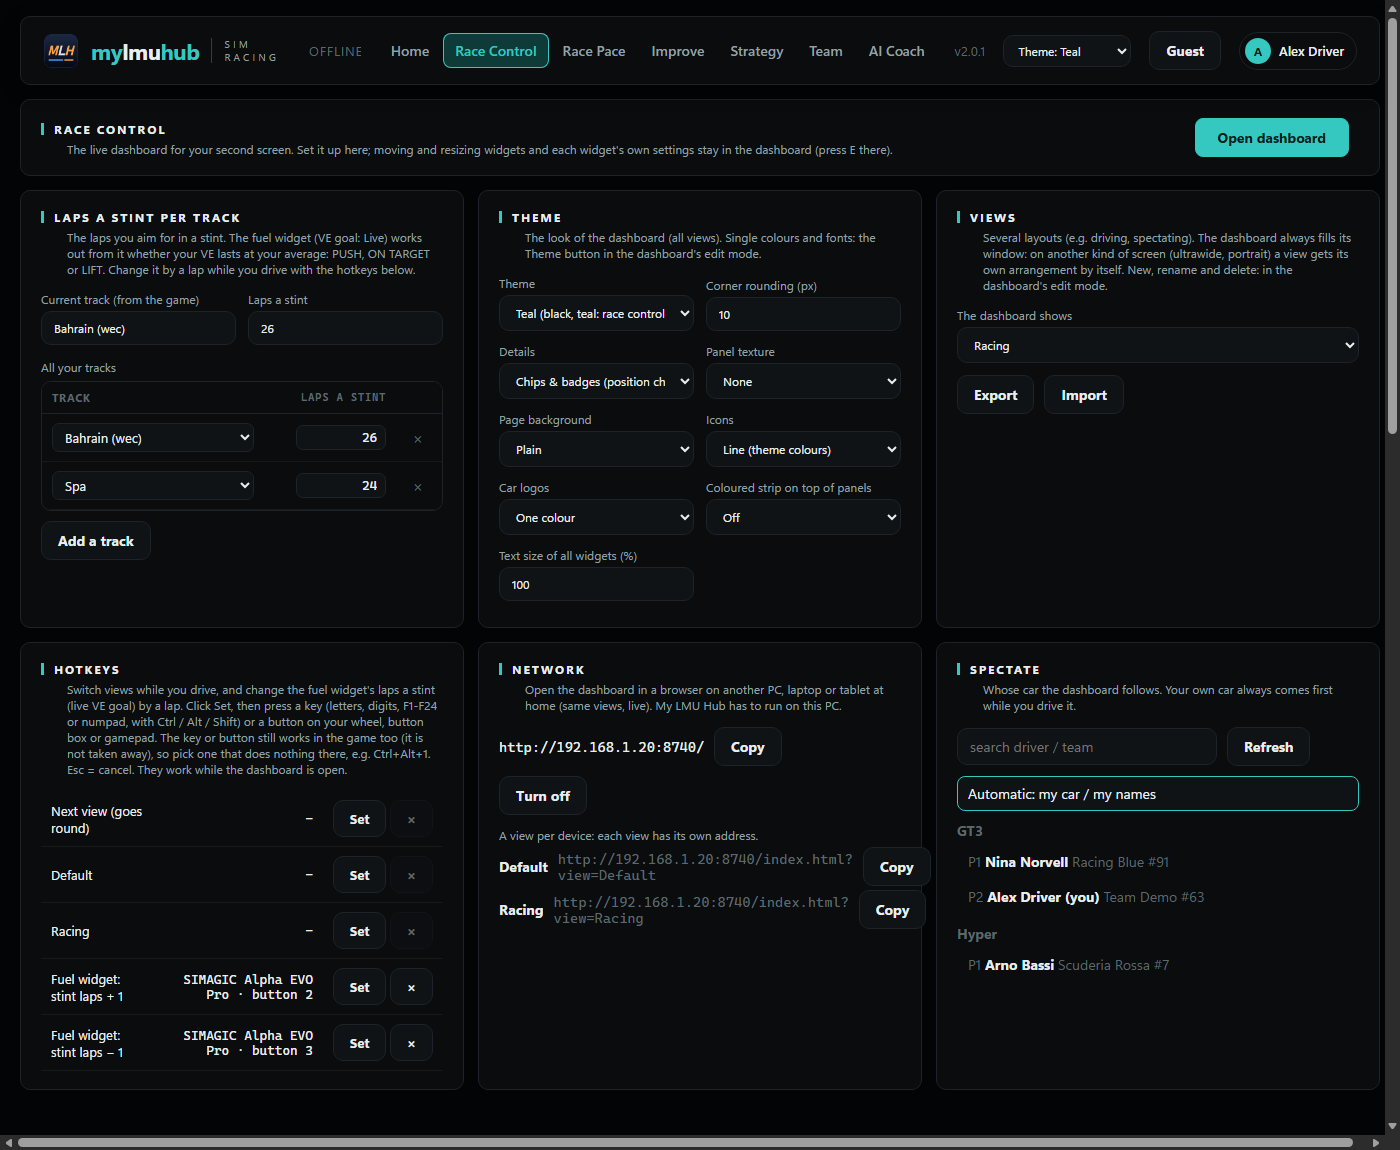 MLH
mylmuhub
SIM RACING
OFFLINE
Home
Race Control
Race Pace
Improve
Strategy
Team
AI Coach
v2.0.1
Theme: Teal
Guest
A
Alex Driver
RACE CONTROL
The live dashboard for your second screen. Set it up here; moving and resizing widgets and each widget's own settings stay in the dashboard (press E there).
Open dashboard
LAPS A STINT PER TRACK
The laps you aim for in a stint. The fuel widget (VE goal: Live) works
out from it whether your VE lasts at your average: PUSH, ON TARGET
or LIFT. Change it by a lap while you drive with the hotkeys below.
Current track (from the game)
Laps a stint
Bahrain (wec)
26
All your tracks
TRACK
LAPS A STINT
Bahrain (wec)
26
×
Spa
24
×
Add a track
THEME
The look of the dashboard (all views). Single colours and fonts: the
Theme button in the dashboard's edit mode.
Theme
Corner rounding (px)
Teal (black, teal: race control
10
Details
Panel texture
Chips & badges (position ch
None
Page background
Icons
Plain
Line (theme colours)
Car logos
Coloured strip on top of panels
One colour
Off
Text size of all widgets (%)
100
VIEWS
Several layouts (e.g. driving, spectating). The dashboard always fills its
window: on another kind of screen (ultrawide, portrait) a view gets its
own arrangement by itself. New, rename and delete: in the
dashboard's edit mode.
The dashboard shows
Racing
Export
Import
HOTKEYS
Switch views while you drive, and change the fuel widget's laps a stint
(live VE goal) by a lap. Click Set, then press a key (letters, digits, F1-F24
or numpad, with Ctrl / Alt / Shift) or a button on your wheel, button
box or gamepad. The key or button still works in the game too (it is
not taken away), so pick one that does nothing there, e.g. Ctrl+Alt+1.
Esc = cancel. They work while the dashboard is open.
Next view (goes
round)
–
Set
×
Default
–
Set
×
Racing
–
Set
×
Fuel widget:
stint laps + 1
SIMAGIC Alpha EVO
Pro · button 2
Set
×
Fuel widget:
stint laps – 1
SIMAGIC Alpha EVO
Pro · button 3
Set
×
NETWORK
Open the dashboard in a browser on another PC, laptop or tablet at
home (same views, live). My LMU Hub has to run on this PC.
http://192.168.1.20:8740/
Copy
Turn off
A view per device: each view has its own address.
Default
http://192.168.1.20:8740/index.html?
view=Default
Copy
Racing
http://192.168.1.20:8740/index.html?
view=Racing
Copy
SPECTATE
Whose car the dashboard follows. Your own car always comes first
while you drive it.
search driver / team
Refresh
Automatic: my car / my names
GT3
P1 Nina Norvell Racing Blue #91
P2 Alex Driver (you) Team Demo #63
Hyper
P1 Arno Bassi Scuderia Rossa #7